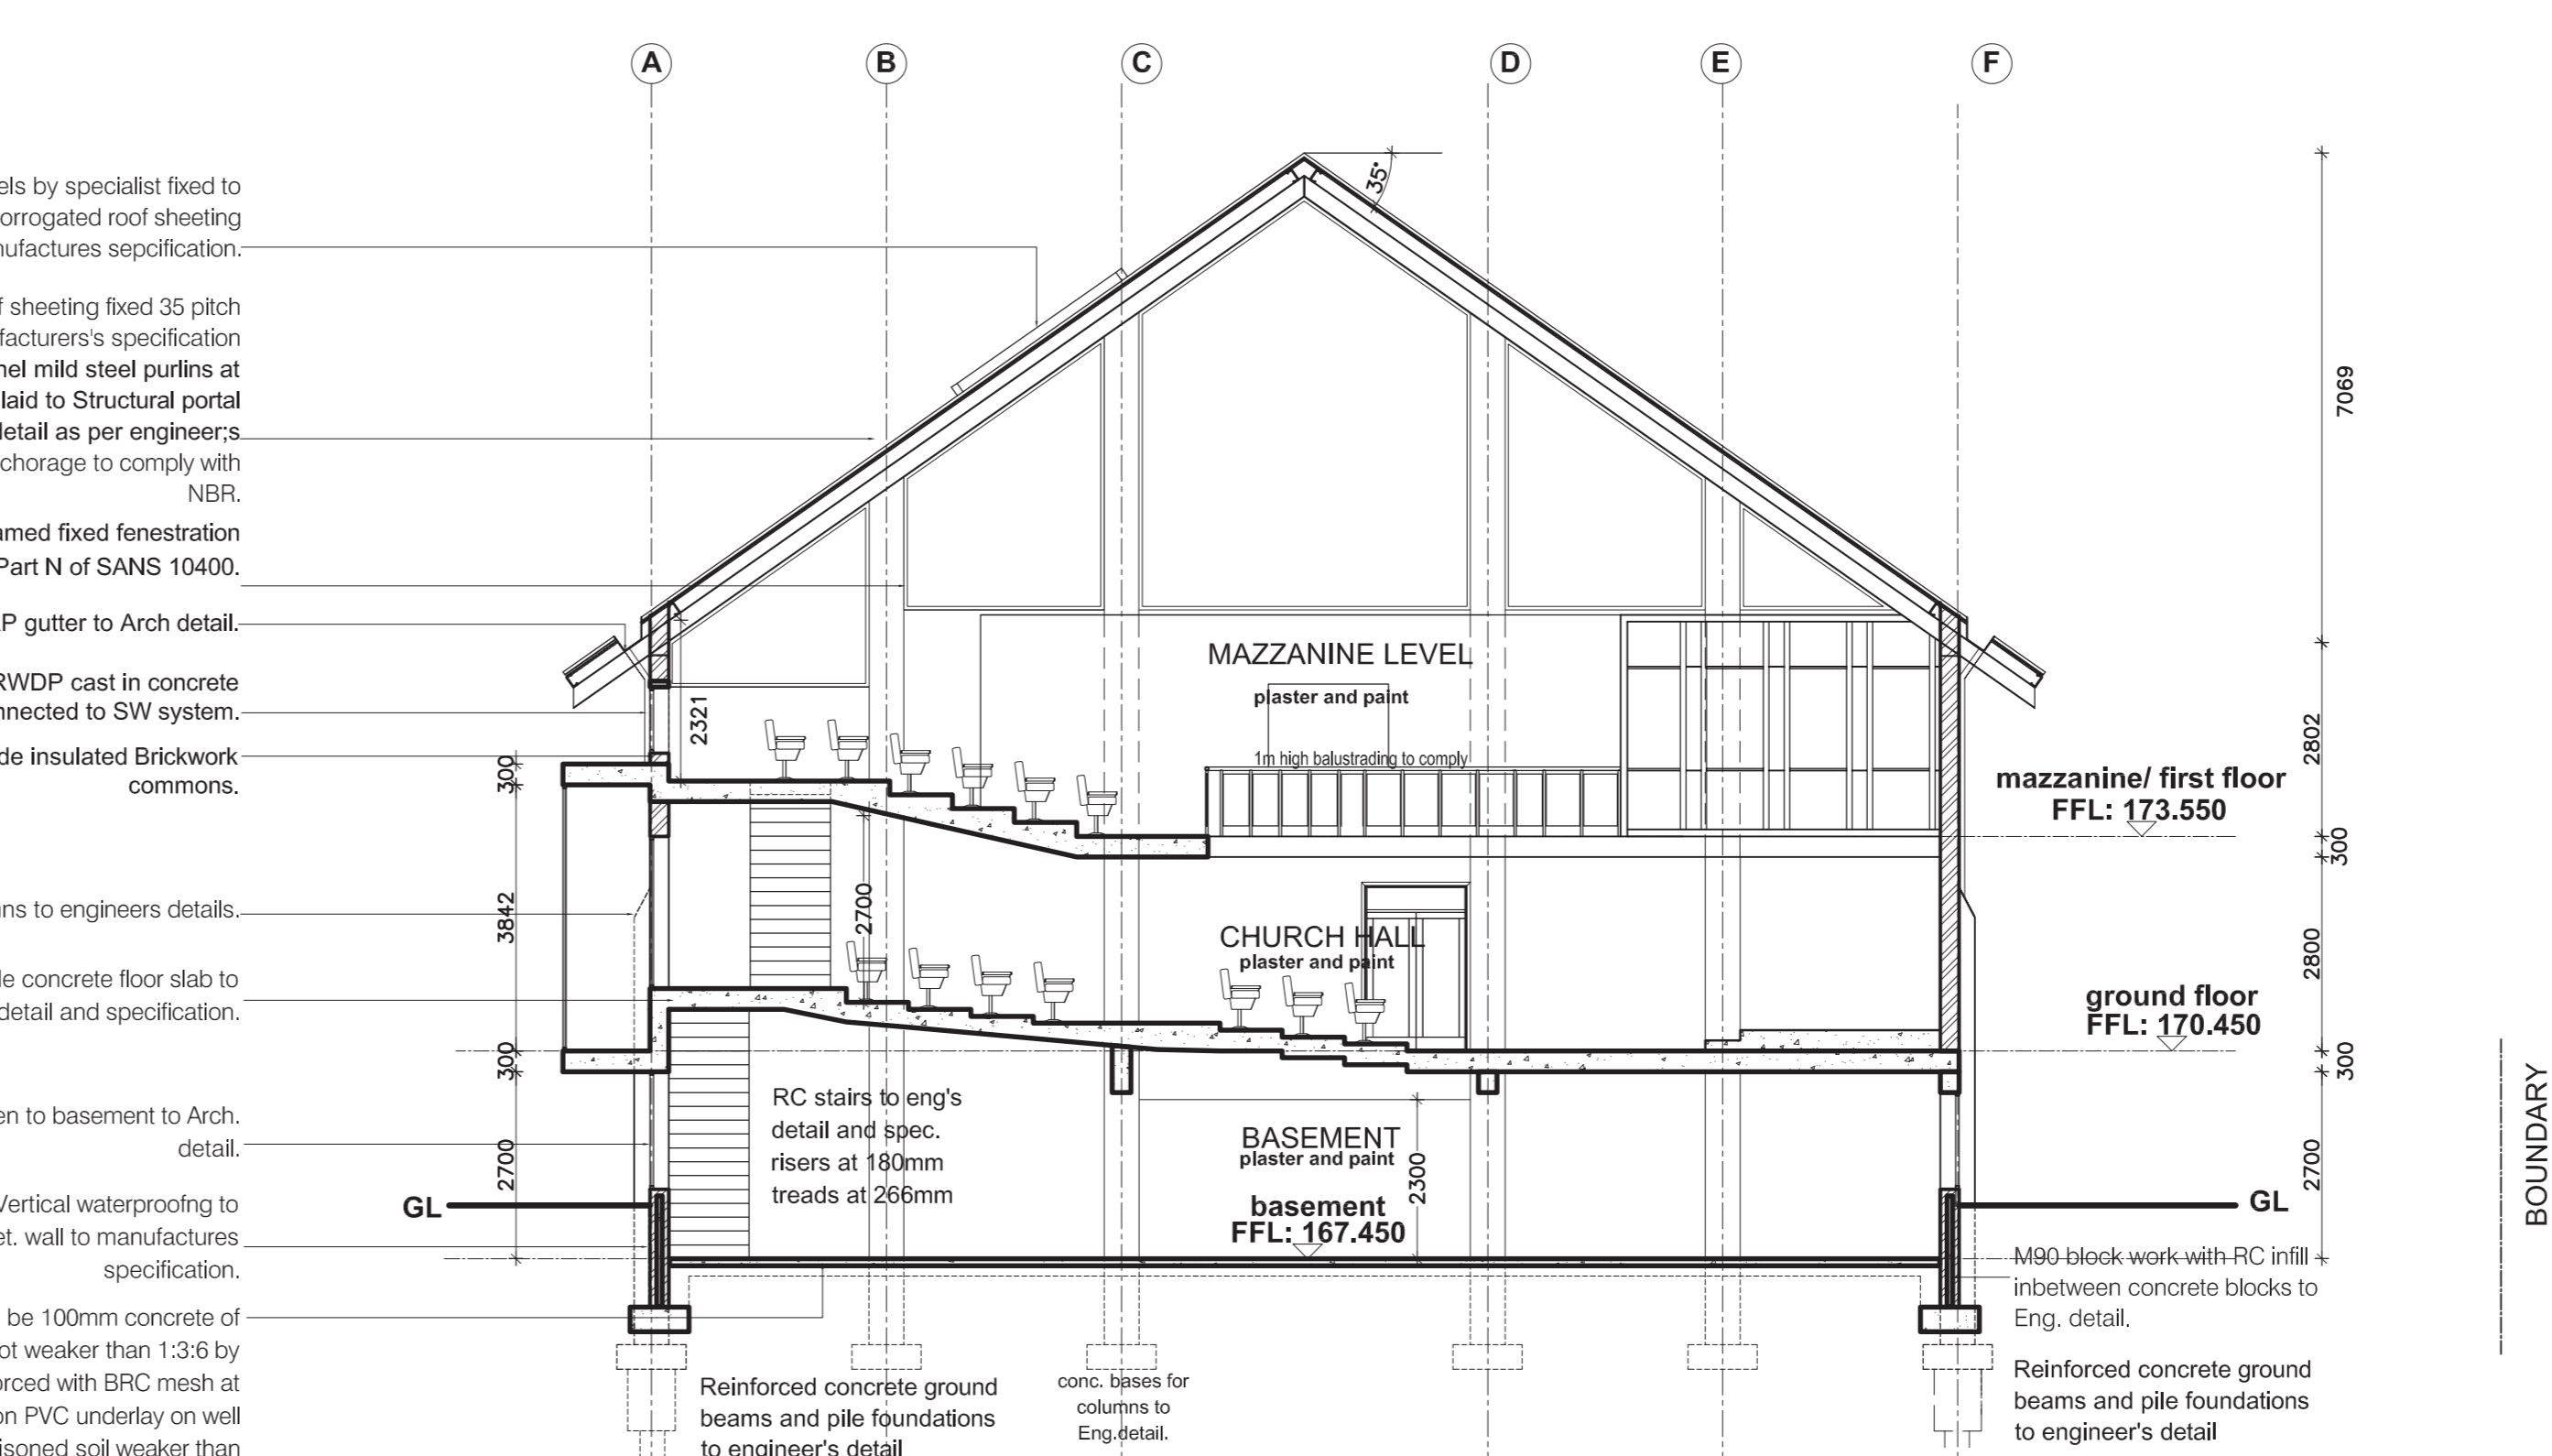 A
B
C
D
E
F
els by specialist fixed to
orrogated roof sheeting
nufactures sepcification.
f sheeting fixed 35 pitch
facturers's specification
nel mild steel purlins at
laid to Structural portal
detail as per engineer;s
chorage to comply with
NBR.
amed fixed fenestration
Part N of SANS 10400.
P gutter to Arch detail.
RWDP cast in concrete
nnected to SW system.
de insulated Brickwork
commons.
ns to engineers details.
le concrete floor slab to
detail and specification.
en to basement to Arch.
detail.
Vertical waterproofng to
et. wall to manufactures
specification.
be 100mm concrete of
ot weaker than 1:3:6 by
orced with BRC mesh at
on PVC underlay on well
isoned soil weaker than
300
3842
300
2700
GL
35°
2321
2700
MAZZANINE LEVEL
plaster and paint
1m high balustrading to comply
CHURCH HALL
plaster and paint
RC stairs to eng's
detail and spec.
risers at 180mm
treads at 266mm
BASEMENT
plaster and paint
2300
basement
FFL: 167.450
Reinforced concrete ground
beams and pile foundations
to engineer's detail
conc. bases for
columns to
Eng.detail.
7069
2802
mazzanine/ first floor
FFL: 173.550
300
2800
ground floor
FFL: 170.450
300
2700
GL
BOUNDARY
M90 block work with RC infill
inbetween concrete blocks to
Eng. detail.
Reinforced concrete ground
beams and pile foundations
to engineer's detail